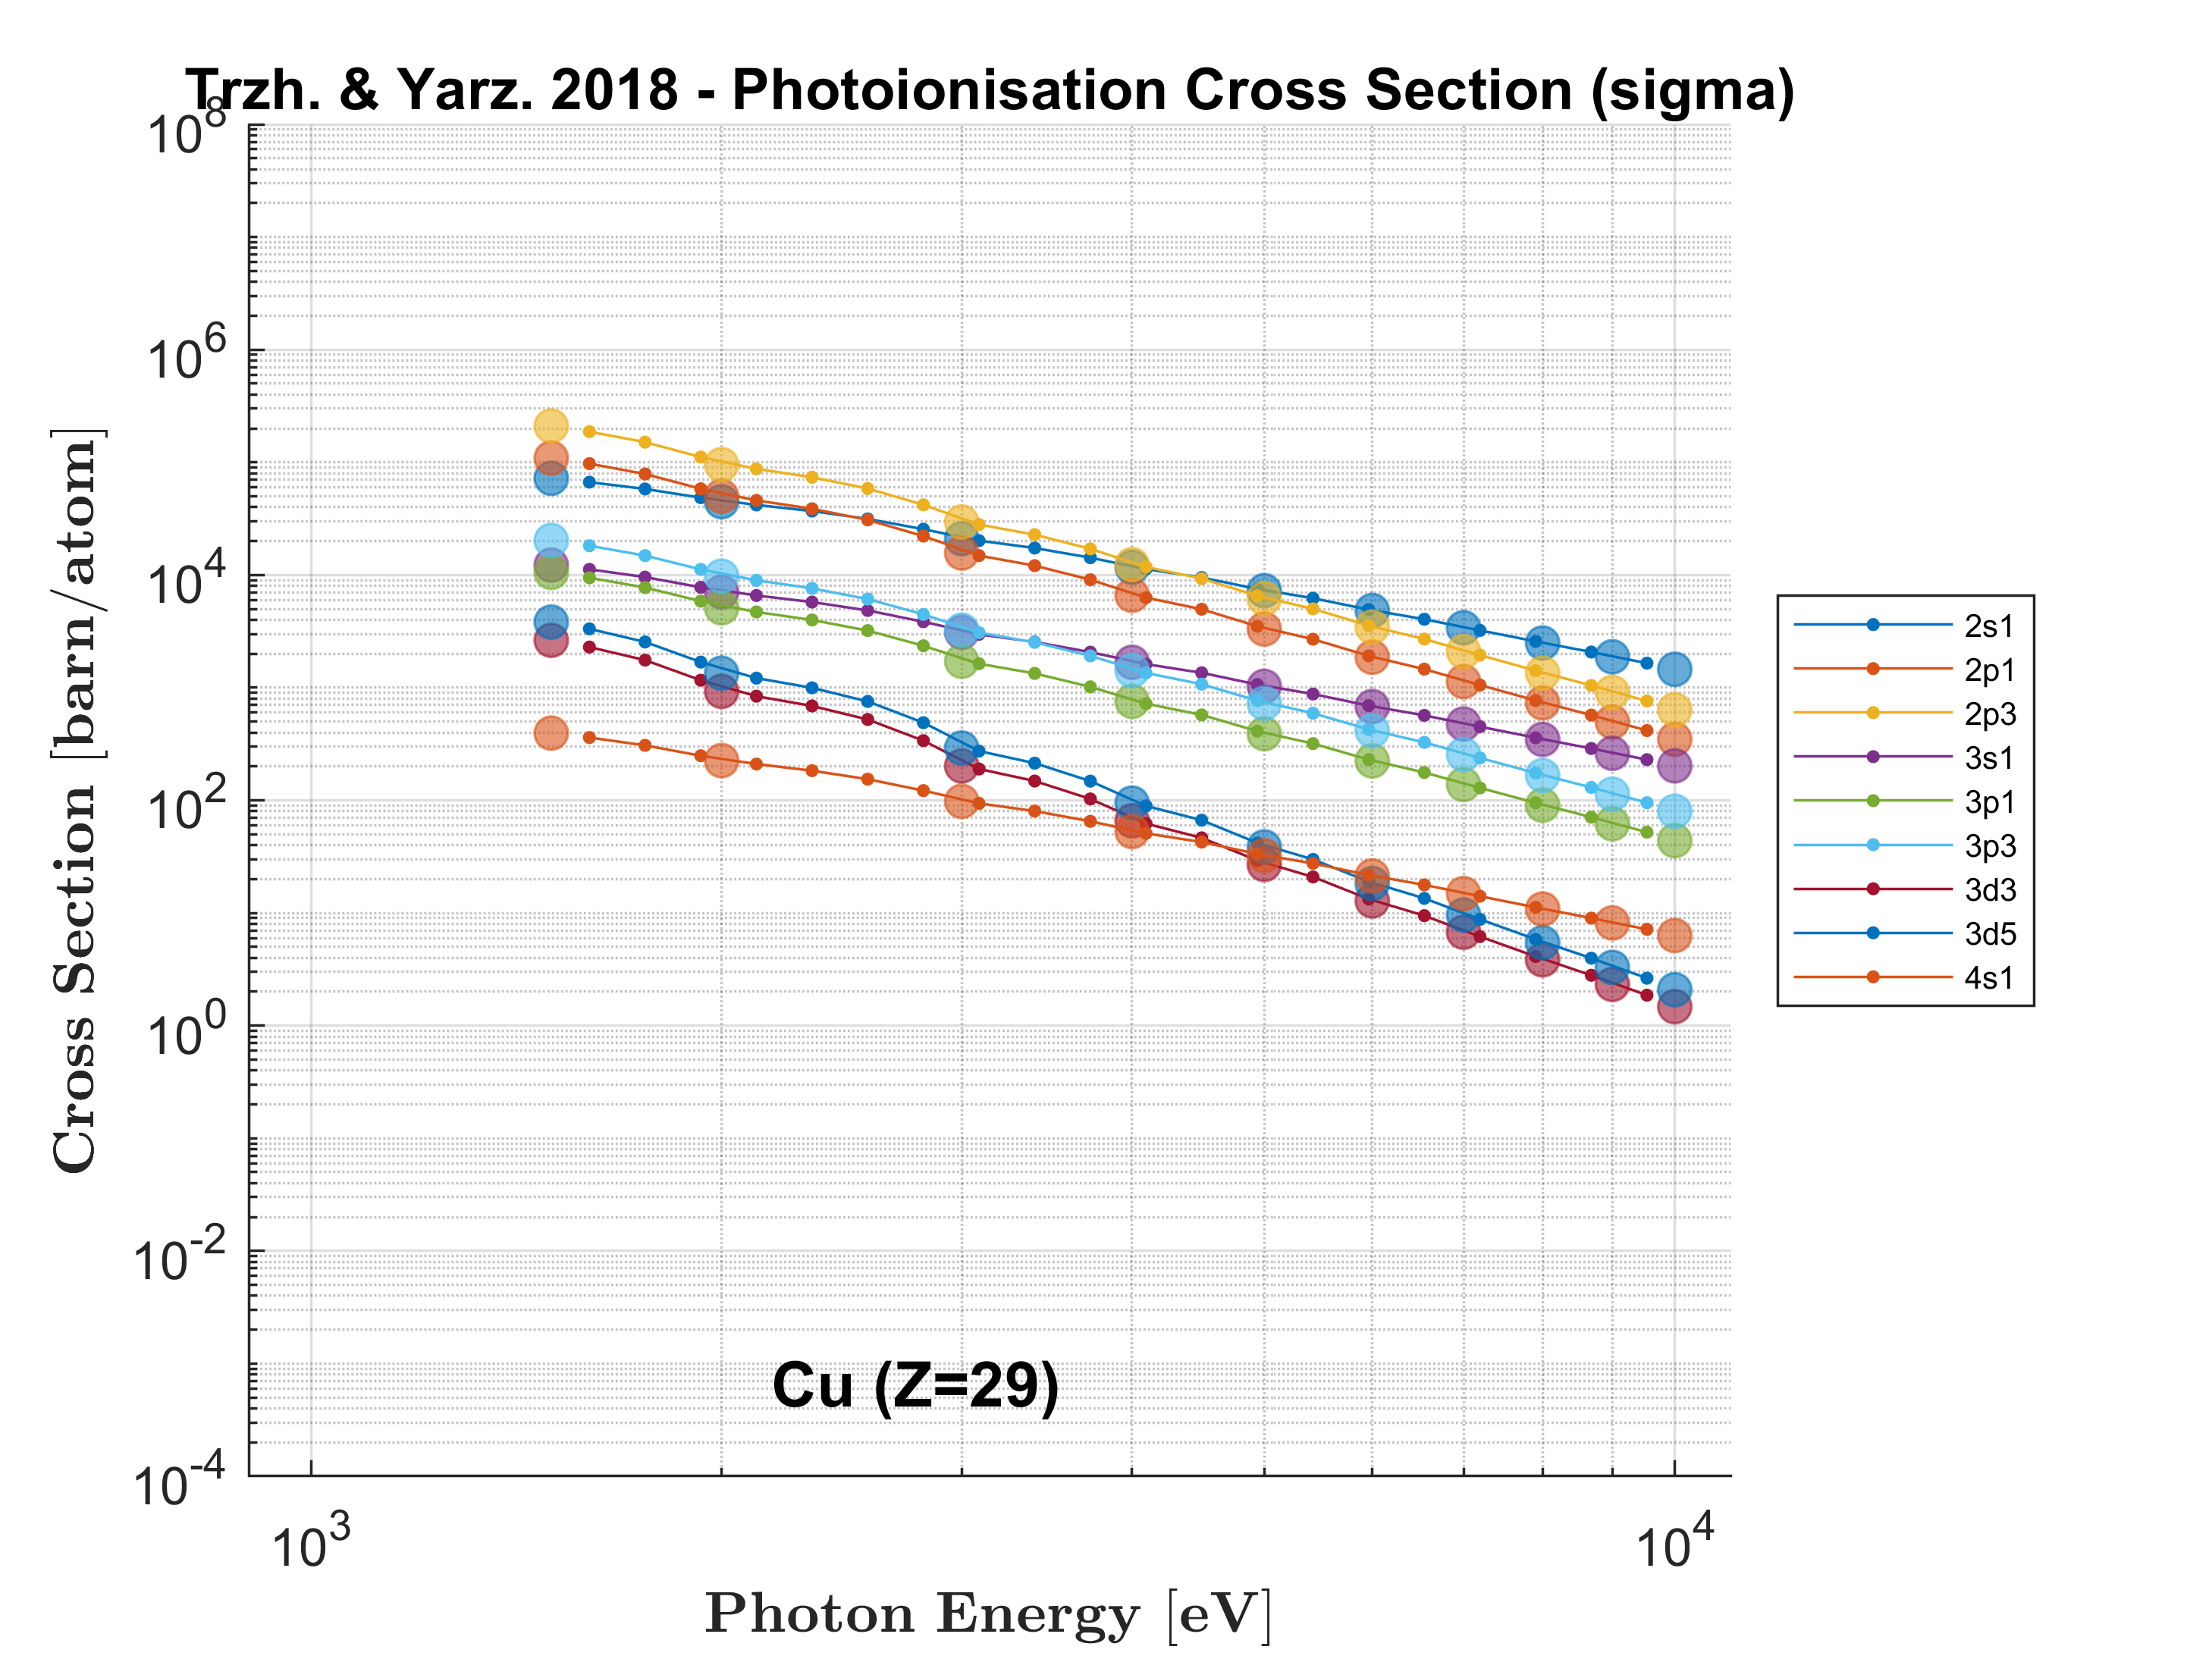 Trzh. & Yarz. 2018 - Photoionisation Cross Section (sigma)
10^8
10^6
10^4
10^2
10^0
10^-2
10^-4
Cross Section [barn/atom]
2s1
2p1
2p3
3s1
3p1
3p3
3d3
3d5
4s1
Cu (Z=29)
10^3
10^4
Photon Energy [eV]